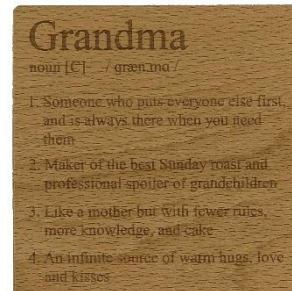 Grandma
noun [C] / græn.mɑ /
1. Someone who puts everyone else first,
and is always there when you need
them
2. Maker of the best Sunday roast and
professional spoiler of grandchildren
3. Like a mother but with fewer rules,
more knowledge, and cake
4. An infinite source of warm hugs, love
and kisses